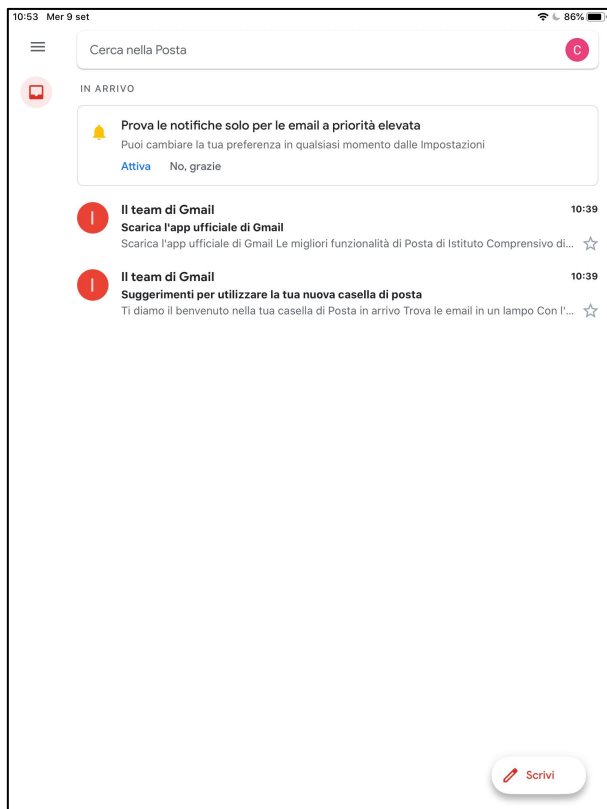 10:53 Mer 9 set 86%
Cerca nella Posta
C
IN ARRIVO
Prova le notifiche solo per le email a priorità elevata
Puoi cambiare la tua preferenza in qualsiasi momento dalle Impostazioni
Attiva No, grazie
I
Il team di Gmail 10:39
Scarica l'app ufficiale di Gmail
Scarica l'app ufficiale di Gmail Le migliori funzionalità di Posta di Istituto Comprensivo di...
I
Il team di Gmail 10:39
Suggerimenti per utilizzare la tua nuova casella di posta
Ti diamo il benvenuto nella tua casella di Posta in arrivo Trova le email in un lampo Con l'...
Scrivi